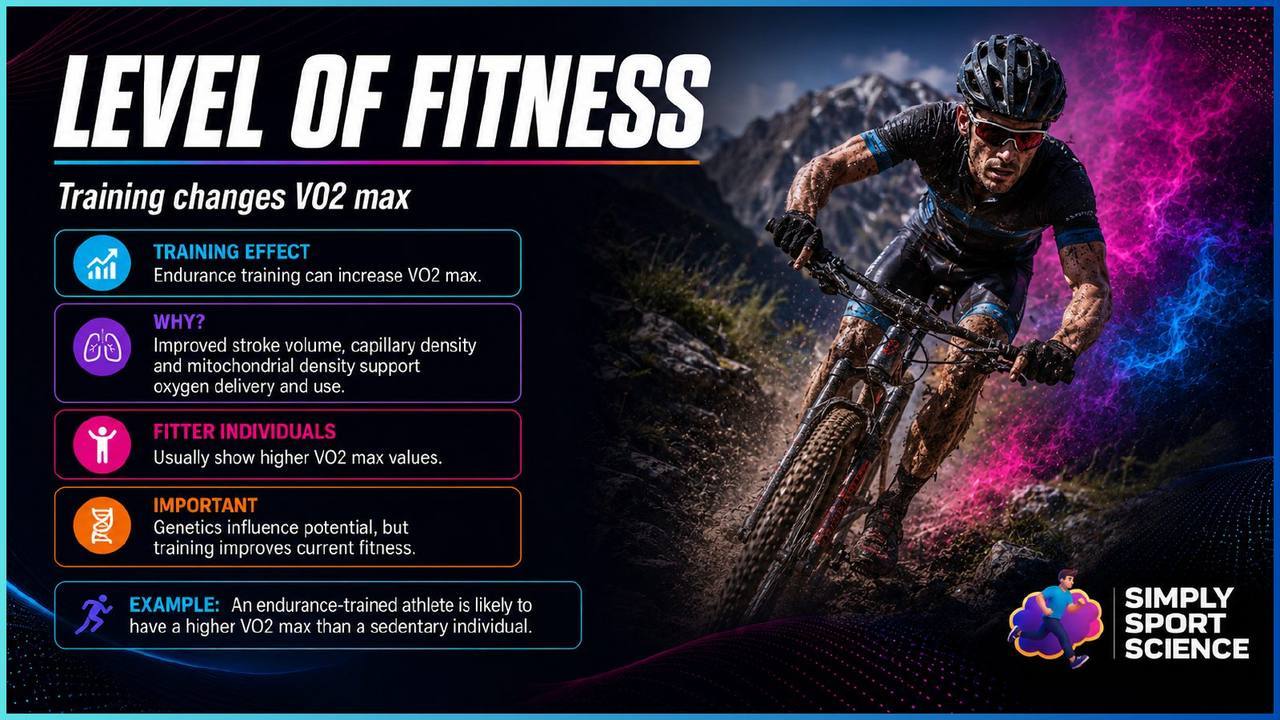 LEVEL OF FITNESS
Training changes VO2 max
TRAINING EFFECT
Endurance training can increase VO2 max.
WHY?
Improved stroke volume, capillary density
and mitochondrial density support
oxygen delivery and use.
FITTER INDIVIDUALS
Usually show higher VO2 max values.
IMPORTANT
Genetics influence potential, but
training improves current fitness.
EXAMPLE: An endurance-trained athlete is likely to
have a higher VO2 max than a sedentary individual.
SIMPLY
SPORT
SCIENCE